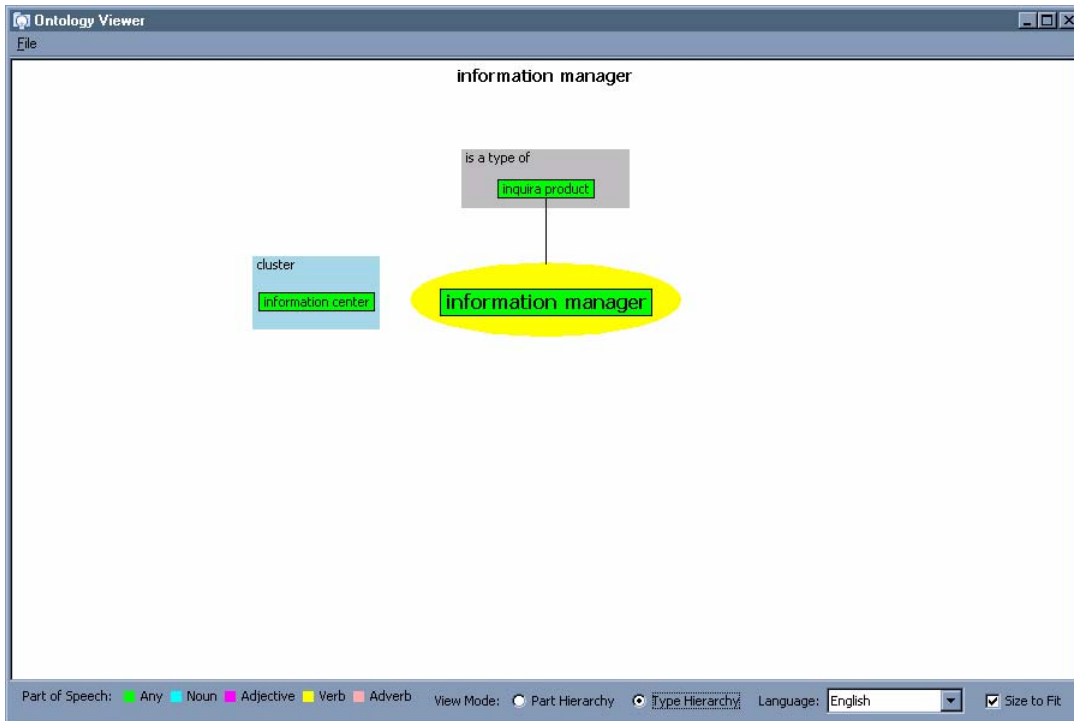 Ontology Viewer
File
information manager
is a type of
inquira product
cluster
information center
information manager
Part of Speech: Any Noun Adjective Verb Adverb View Mode: Part Hierarchy Type Hierarchy Language: English Size to Fit